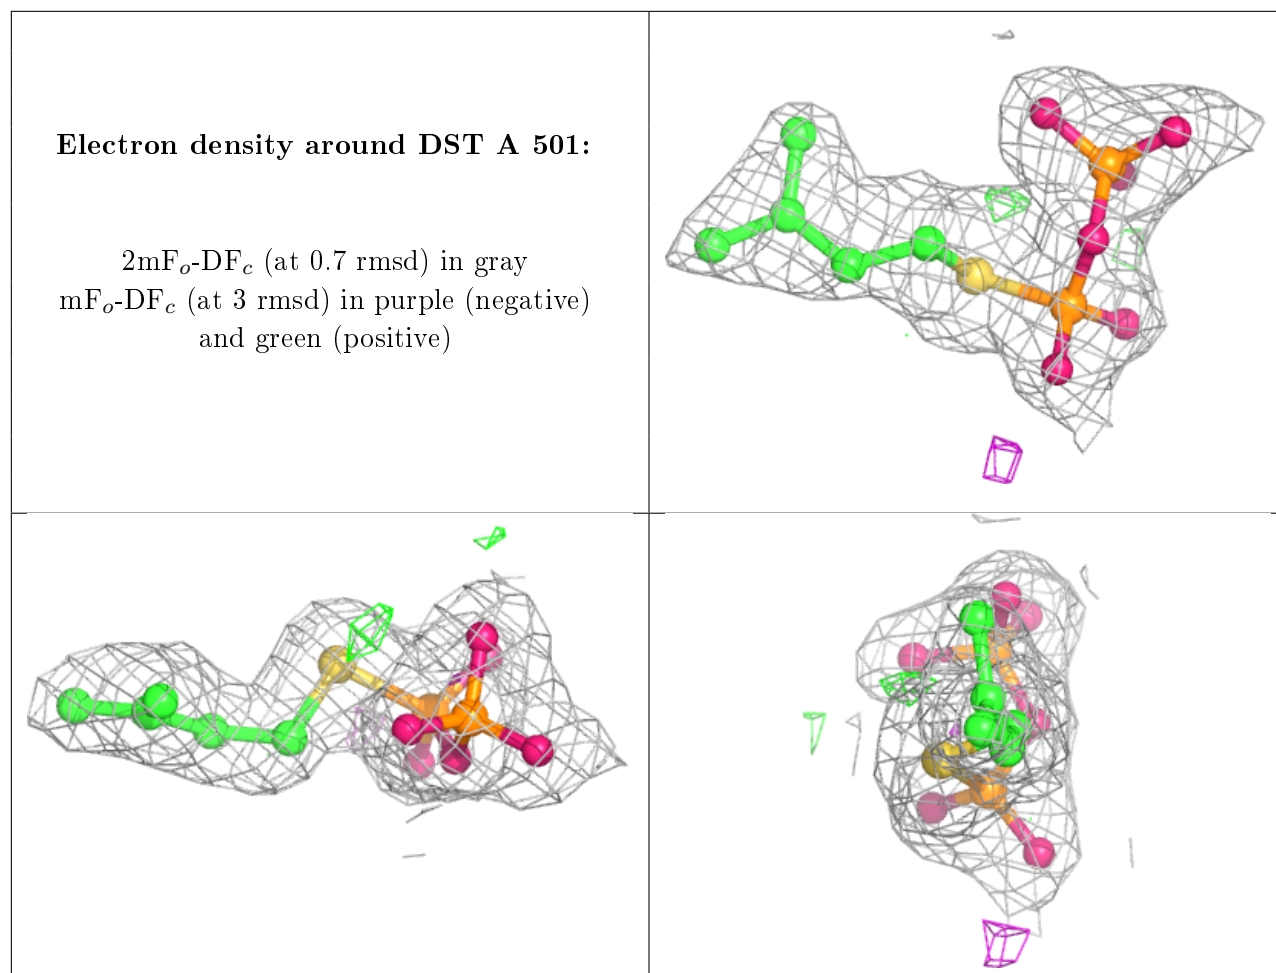 Electron density around DST A 501:
2mFo-DFc (at 0.7 rmsd) in gray
mFo-DFc (at 3 rmsd) in purple (negative)
and green (positive)